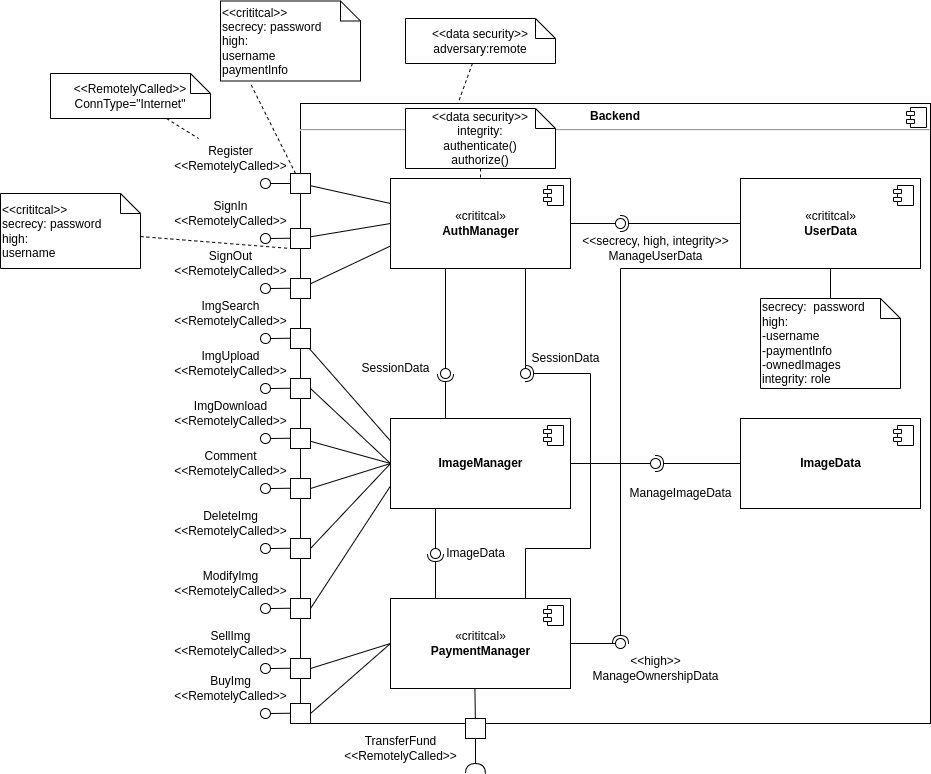 <<crititcal>>
secrecy: password
high:
username
paymentInfo
<<data security>>
adversary:remote
<<RemotelyCalled>>
ConnType="Internet"
Backend
<<data security>>
integrity:
authenticate()
authorize()
Register
<<RemotelyCalled>>
SignIn
<<RemotelyCalled>>
<<crititcal>>
secrecy: password
high:
username
SignOut
<<RemotelyCalled>>
«crititcal»
AuthManager
<<secrecy, high, integrity>>
ManageUserData
«crititcal»
UserData
secrecy:  password
high:
-username
-paymentInfo
-ownedImages
integrity: role
ImgSearch
<<RemotelyCalled>>
ImgUpload
<<RemotelyCalled>>
SessionData
SessionData
ImgDownload
<<RemotelyCalled>>
Comment
<<RemotelyCalled>>
ImageManager
ManageImageData
ImageData
DeleteImg
<<RemotelyCalled>>
ImageData
ModifyImg
<<RemotelyCalled>>
SellImg
<<RemotelyCalled>>
«crititcal»
PaymentManager
<<high>>
ManageOwnershipData
BuyImg
<<RemotelyCalled>>
TransferFund
<<RemotelyCalled>>